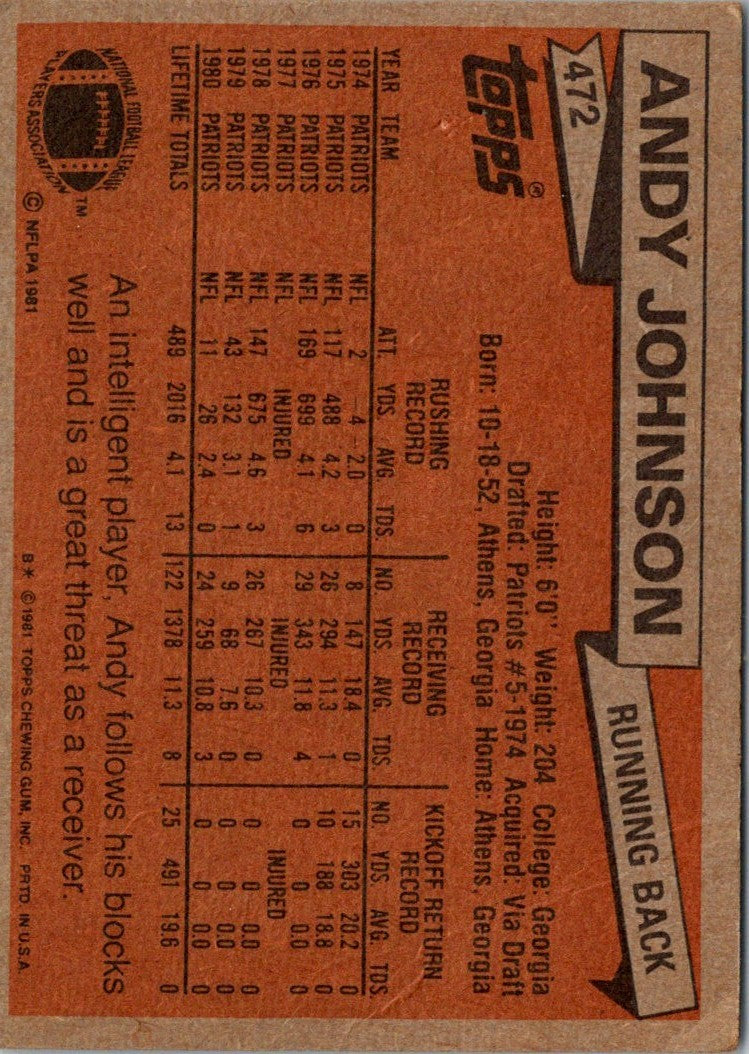 ANDY JOHNSON
RUNNING BACK
472
Topps®
Height: 6'0" Weight: 204 College: Georgia
Drafted: Patriots #5-1974 Acquired: Via Draft
Born: 10-18-52, Athens, Georgia Home: Athens, Georgia
RUSHING RECORD RECEIVING RECORD KICKOFF RETURN RECORD
YEAR TEAM ATT. YDS. AVG. TDS. NO. YDS. AVG. TDS. NO. YDS. AVG. TDS.
1974 PATRIOTS NFL 2 -4 -2.0 0 8 147 18.4 0 15 303 20.2 0
1975 PATRIOTS NFL 117 488 4.2 3 26 294 11.3 1 10 188 18.8 0
1976 PATRIOTS NFL 169 699 4.1 6 29 343 11.8 4 0 0 0.0 0
1977 PATRIOTS NFL INJURED INJURED INJURED
1978 PATRIOTS NFL 147 675 4.6 3 26 267 10.3 0 0 0 0.0 0
1979 PATRIOTS NFL 43 132 3.1 1 9 68 7.6 0 0 0 0.0 0
1980 PATRIOTS NFL 11 26 2.4 0 24 259 10.8 3 0 0 0.0 0
LIFETIME TOTALS 489 2016 4.1 13 122 1378 11.3 8 25 491 19.6 0
An intelligent player, Andy follows his blocks
well and is a great threat as a receiver.
NATIONAL FOOTBALL LEAGUE
PLAYERS ASSOCIATION
TM
© NFLPA 1981
B* © 1981 TOPPS CHEWING GUM, INC. PRTD. IN U.S.A.